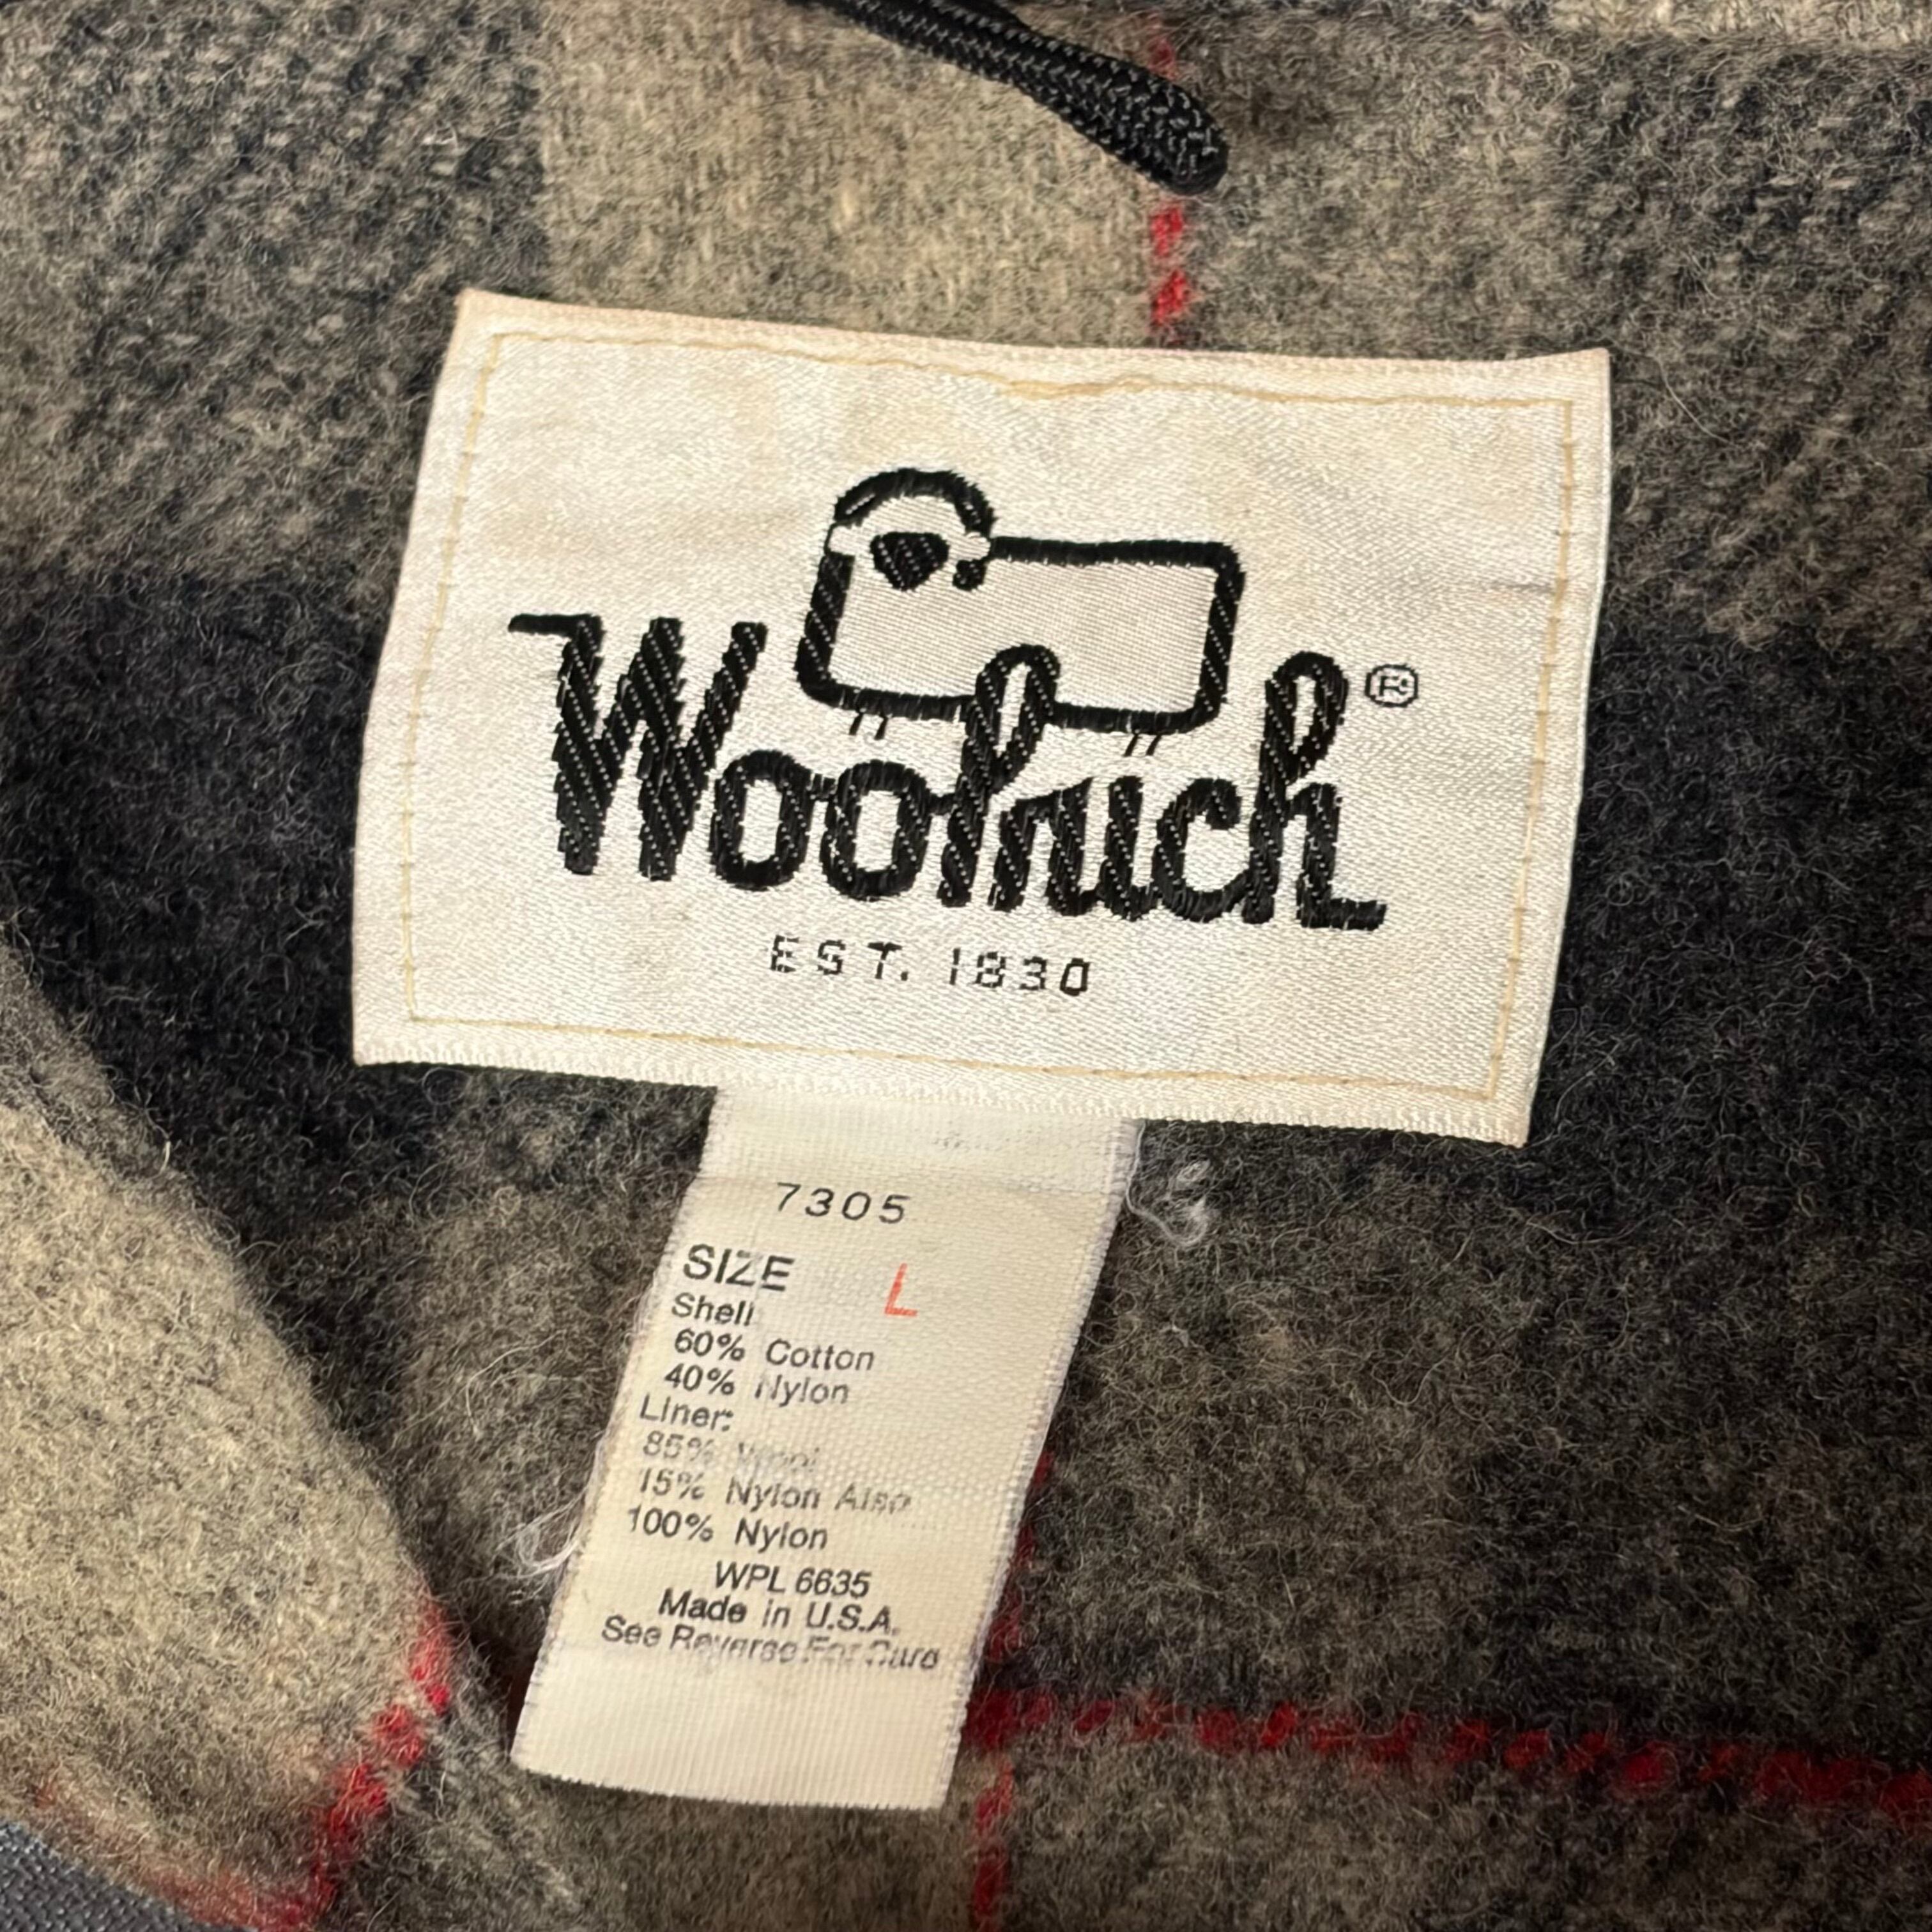 Woolrich®
EST. 1830
7305
SIZE L
Shell
60% Cotton
40% Nylon
Liner:
85% Wool
15% Nylon Also
100% Nylon
WPL 6635
Made in U.S.A.
See Reverse For Care